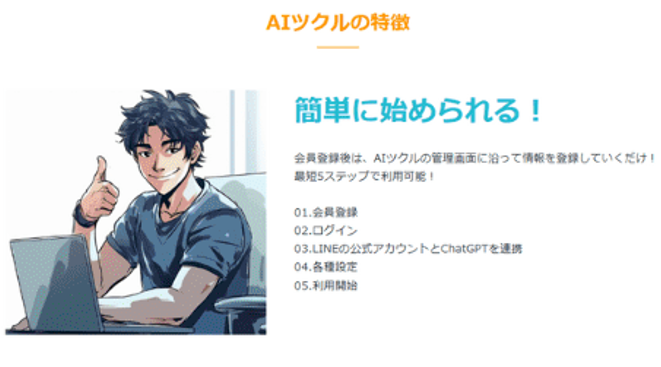 AIツクルの特徴
簡単に始められる！
会員登録後は、AIツクルの管理画面に沿って情報を登録していくだけ！
最短5ステップで利用可能！
01.会員登録
02.ログイン
03.LINEの公式アカウントとChatGPTを連携
04.各種設定
05.利用開始